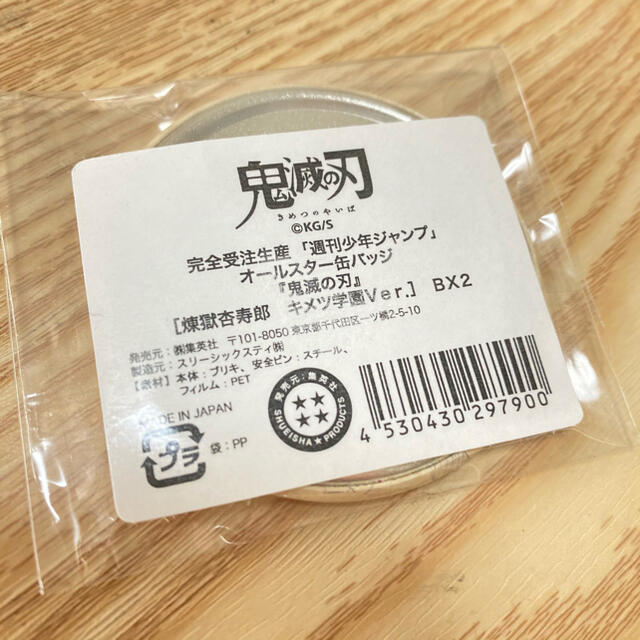 鬼滅の刃
きめつのやいば
©KG/S
完全受注生産「週刊少年ジャンプ」
オールスター缶バッジ
『鬼滅の刃』
[煉獄杏寿郎　キメツ学園Ver.]　BX2
発売元：㈱集英社　〒101-8050 東京都千代田区一ツ橋2-5-10
製造元：スリーシックスティ㈱
【素材】本体：ブリキ、安全ピン：スチール、
フィルム：PET
MADE IN JAPAN
プラ
袋：PP
発売元：集英社
SHUEISHA★PRODUCTS
4 530430 297900